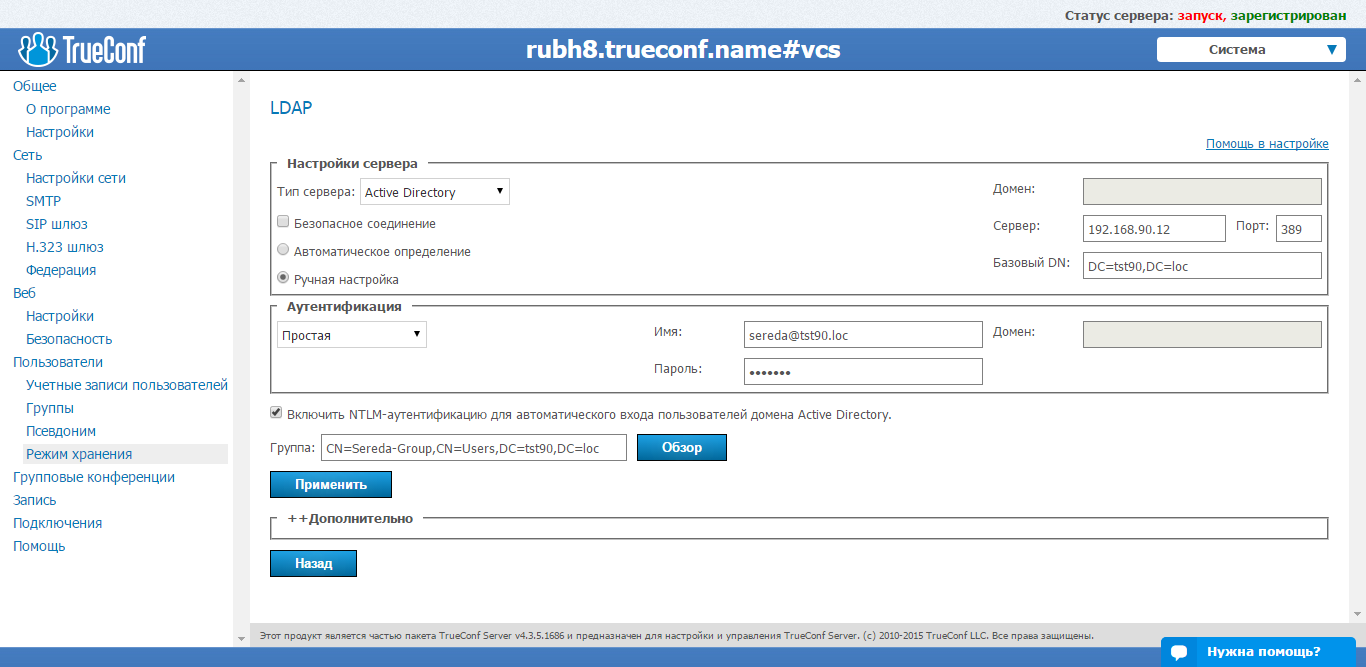 Статус сервера: запуск, зарегистрирован
TrueConf
rubh8.trueconf.name#vcs
Система
Общее
О программе
Настройки
Сеть
Настройки сети
SMTP
SIP шлюз
H.323 шлюз
Федерация
Веб
Настройки
Безопасность
Пользователи
Учетные записи пользователей
Группы
Псевдоним
Режим хранения
Групповые конференции
Запись
Подключения
Помощь
LDAP
Помощь в настройке
Настройки сервера
Тип сервера: Active Directory
Безопасное соединение
Автоматическое определение
Ручная настройка
Домен:
Сервер: 192.168.90.12 Порт: 389
Базовый DN: DC=tst90,DC=loc
Аутентификация
Простая
Имя: sereda@tst90.loc
Пароль: •••••••
Домен:
Включить NTLM-аутентификацию для автоматического входа пользователей домена Active Directory.
Группа: CN=Sereda-Group,CN=Users,DC=tst90,DC=loc Обзор
Применить
++Дополнительно
Назад
Этот продукт является частью пакета TrueConf Server v4.3.5.1686 и предназначен для настройки и управления TrueConf Server. (c) 2010-2015 TrueConf LLC. Все права защищены.
Нужна помощь?